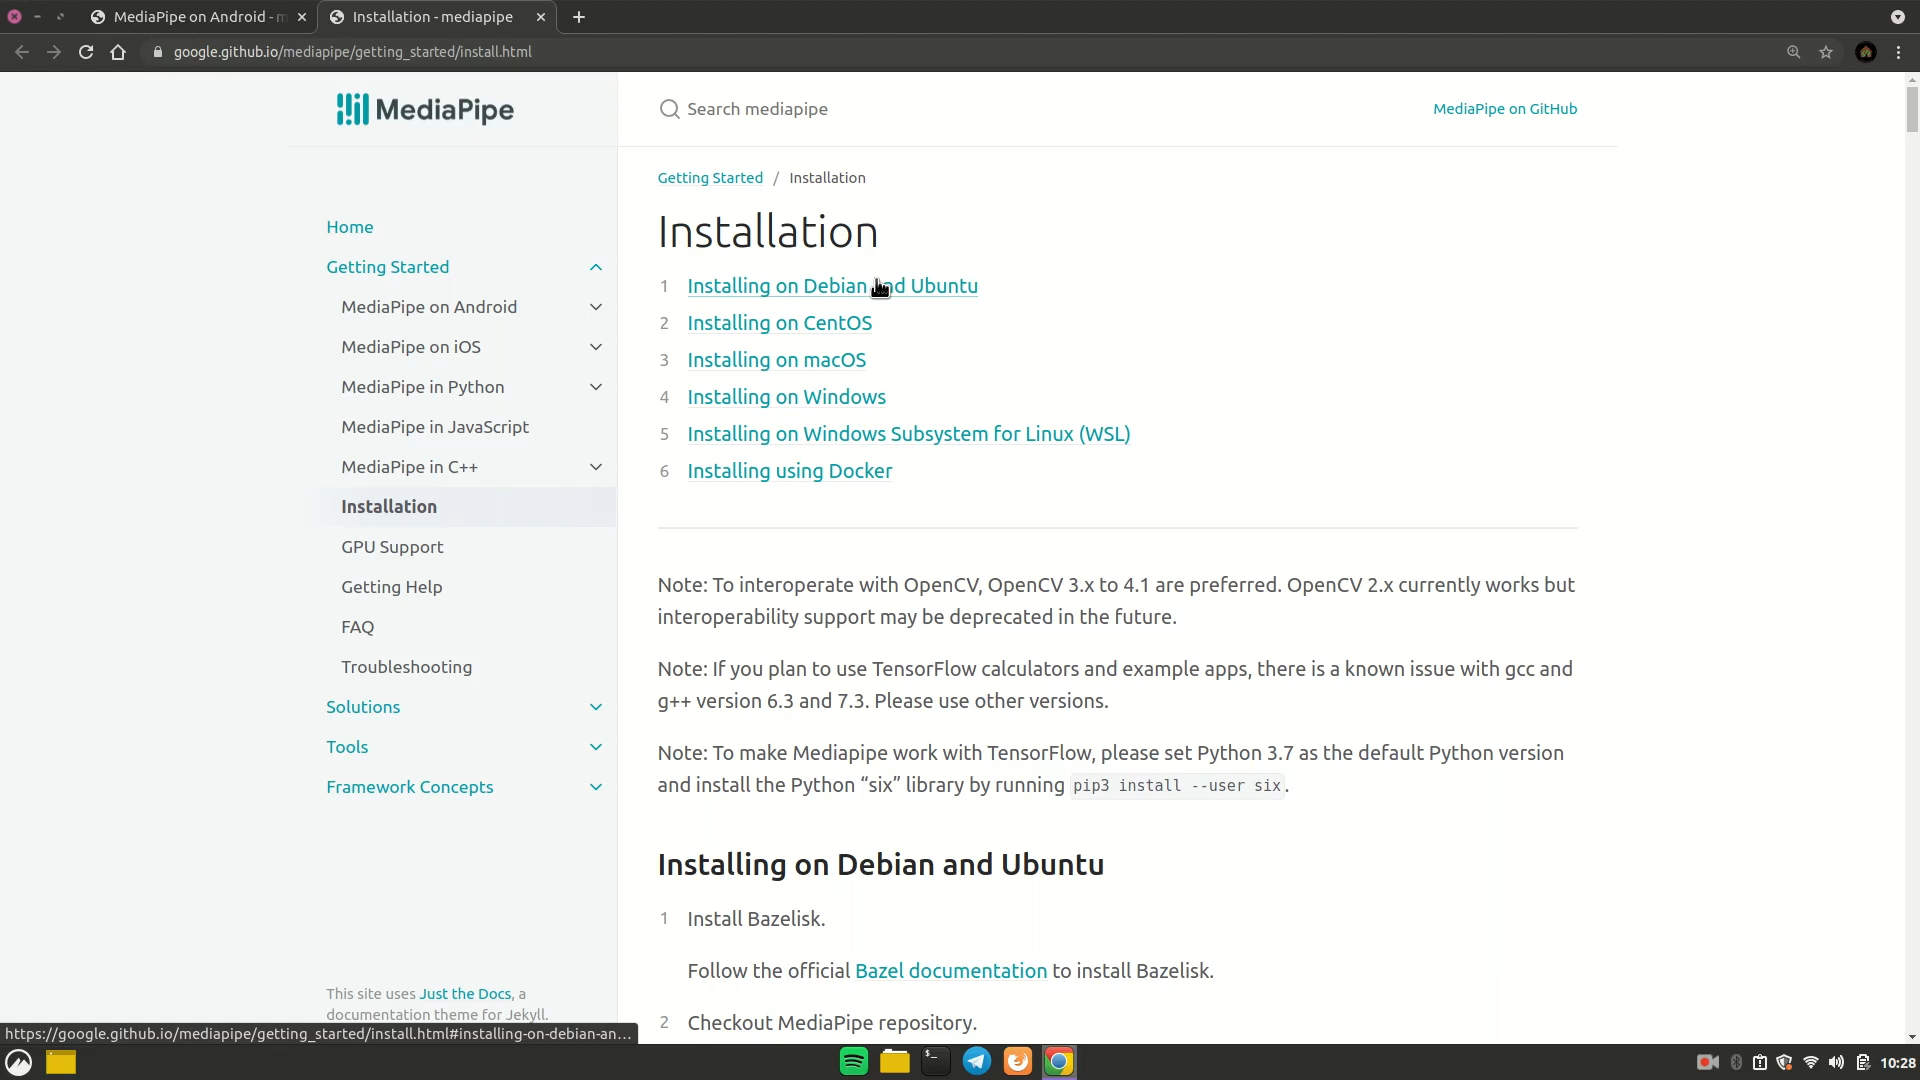 MediaPipe on Android - m
Installation - mediapipe
google.github.io/mediapipe/getting_started/install.html
MediaPipe
Search mediapipe
MediaPipe on GitHub
Home
Getting Started
MediaPipe on Android
MediaPipe on iOS
MediaPipe in Python
MediaPipe in JavaScript
MediaPipe in C++
Installation
GPU Support
Getting Help
FAQ
Troubleshooting
Solutions
Tools
Framework Concepts
This site uses Just the Docs, a
documentation theme for Jekyll.
Getting Started / Installation
Installation
1 Installing on Debian and Ubuntu
2 Installing on CentOS
3 Installing on macOS
4 Installing on Windows
5 Installing on Windows Subsystem for Linux (WSL)
6 Installing using Docker
Note: To interoperate with OpenCV, OpenCV 3.x to 4.1 are preferred. OpenCV 2.x currently works but
interoperability support may be deprecated in the future.
Note: If you plan to use TensorFlow calculators and example apps, there is a known issue with gcc and
g++ version 6.3 and 7.3. Please use other versions.
Note: To make Mediapipe work with TensorFlow, please set Python 3.7 as the default Python version
and install the Python “six” library by running pip3 install --user six.
Installing on Debian and Ubuntu
1 Install Bazelisk.
Follow the official Bazel documentation to install Bazelisk.
2 Checkout MediaPipe repository.
https://google.github.io/mediapipe/getting_started/install.html#installing-on-debian-an...
10:28